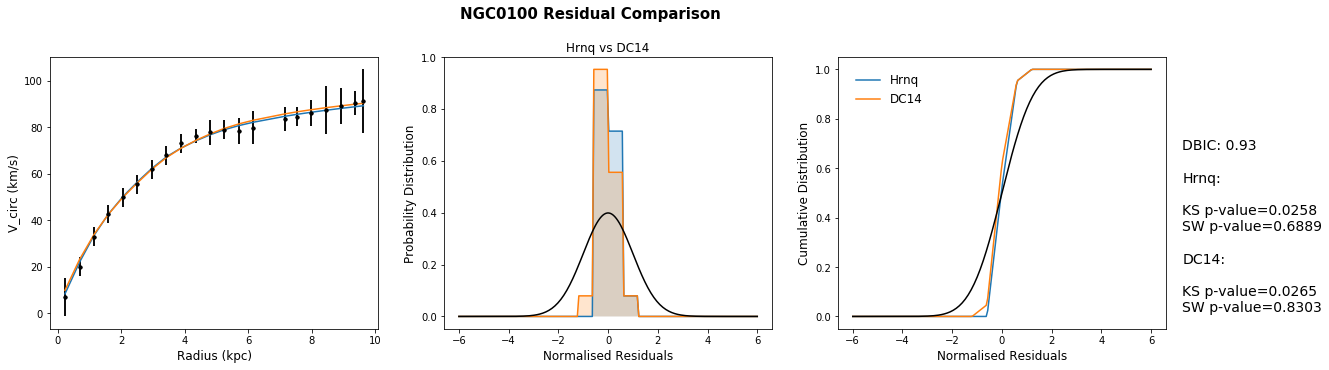 NGC0100 Residual Comparison
V_circ (km/s)
100
80
60
40
20
0
0 2 4 6 8 10
Radius (kpc)
Hrnq vs DC14
Probability Distribution
1.0
0.8
0.6
0.4
0.2
0.0
−6 −4 −2 0 2 4 6
Normalised Residuals
Cumulative Distribution
1.0
0.8
0.6
0.4
0.2
0.0
−6 −4 −2 0 2 4 6
Normalised Residuals
Hrnq
DC14
DBIC: 0.93
Hrnq:
KS p-value=0.0258
SW p-value=0.6889
DC14:
KS p-value=0.0265
SW p-value=0.8303